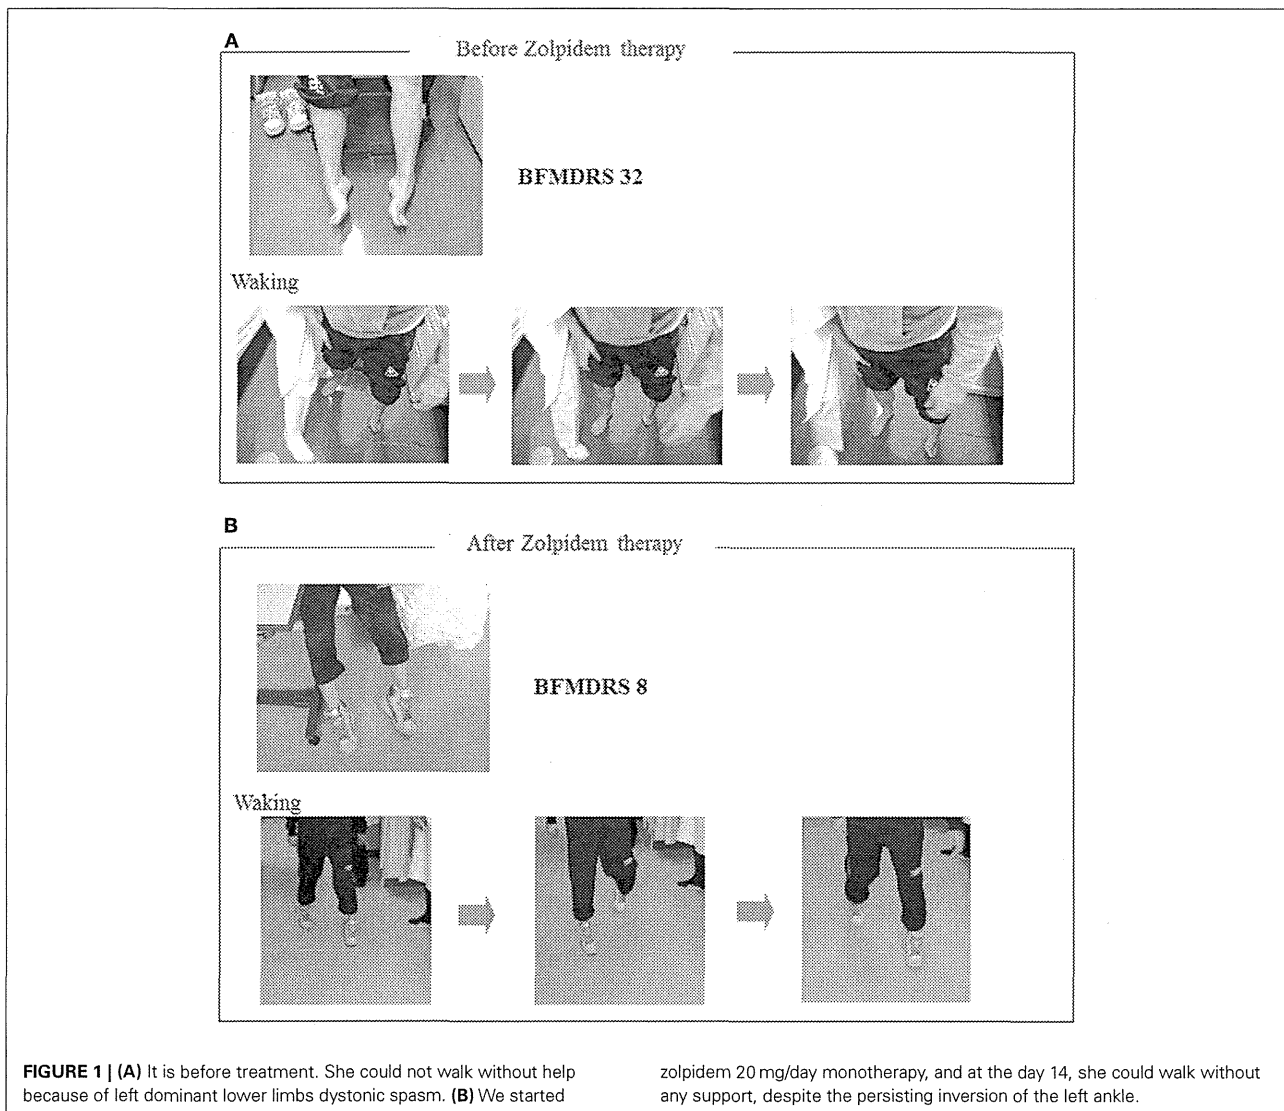 A
Before Zolpidem therapy
BFMDRS 32
Waking
B
After Zolpidem therapy
BFMDRS 8
Waking
FIGURE 1 | (A) It is before treatment. She could not walk without help
because of left dominant lower limbs dystonic spasm. (B) We started
zolpidem 20 mg/day monotherapy, and at the day 14, she could walk without
any support, despite the persisting inversion of the left ankle.